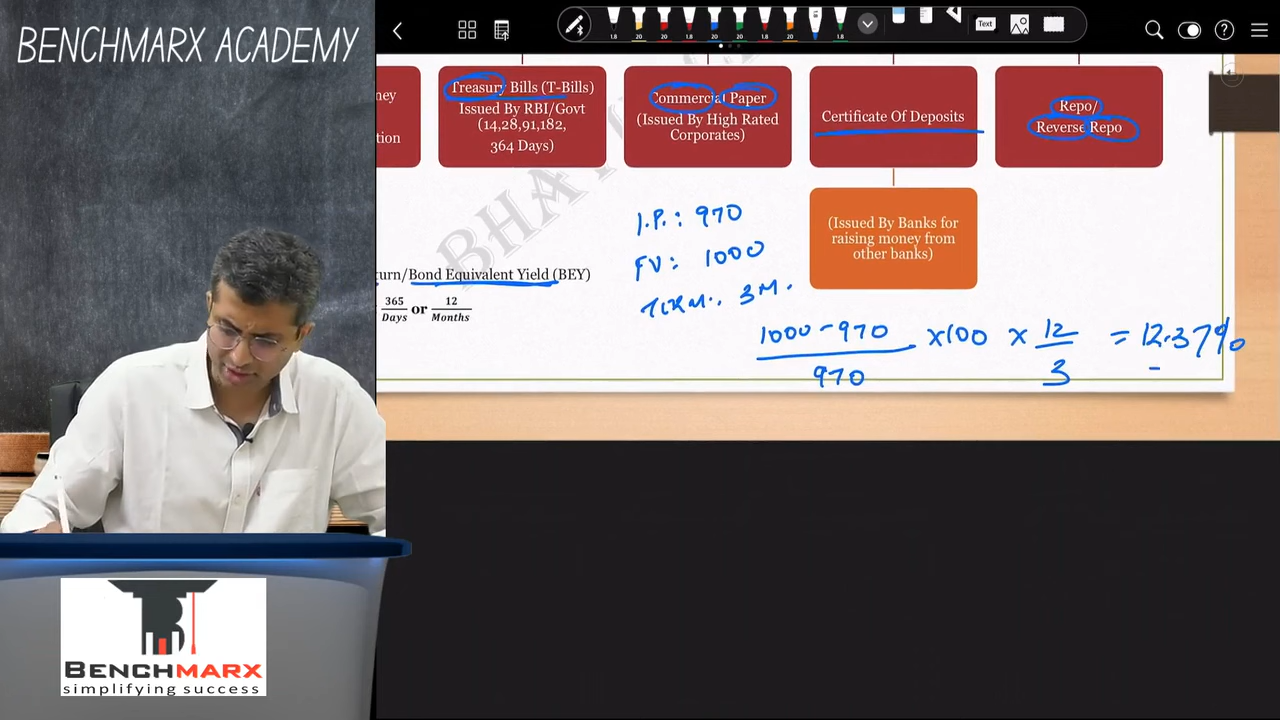 BENCHMARX ACADEMY
Text
ney
tion
Treasury Bills (T-Bills)
Issued By RBI/Govt
(14,28,91,182,
364 Days)
Commercial Paper
(Issued By High Rated
Corporates)
Certificate Of Deposits
Repo/
Reverse Repo
(Issued By Banks for
raising money from
other banks)
BHA
I.P.: 970
FV: 1000
Term: 3M.
urn/Bond Equivalent Yield (BEY)
365/Days or 12/Months
1000-970/970 x100 x 12/3 = 12.37%
BENCHMARX
simplifying success